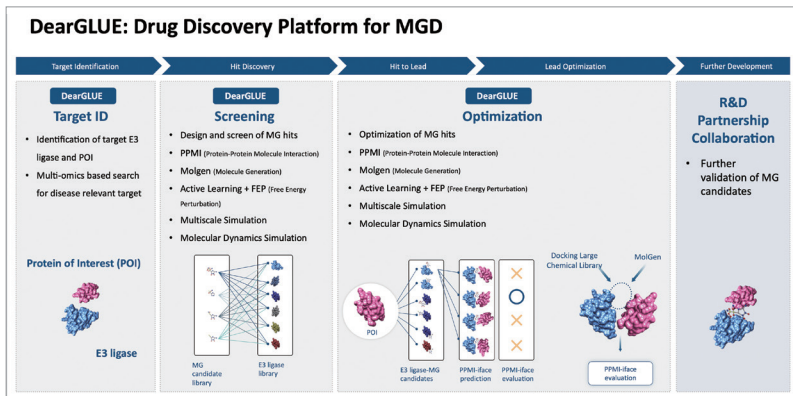 DearGLUE: Drug Discovery Platform for MGD
Target Identification
Hit Discovery
Hit to Lead
Lead Optimization
Further Development
DearGLUE
Target ID
• Identification of target E3
ligase and POI
• Multi-omics based search
for disease relevant target
Protein of Interest (POI)
E3 ligase
DearGLUE
Screening
• Design and screen of MG hits
• PPMI (Protein-Protein Molecule Interaction)
• Molgen (Molecule Generation)
• Active Learning + FEP (Free Energy
Perturbation)
• Multiscale Simulation
• Molecular Dynamics Simulation
MG
candidate
library
E3 ligase
library
DearGLUE
Optimization
• Optimization of MG hits
• PPMI (Protein-Protein Molecule Interaction)
• Molgen (Molecule Generation)
• Active Learning + FEP (Free Energy Perturbation)
• Multiscale Simulation
• Molecular Dynamics Simulation
POI
E3 ligase-MG
candidates
PPMI-iface
prediction
PPMI-iface
evaluation
Docking Large
Chemical Library
MolGen
PPMI-iface
evaluation
R&D
Partnership
Collaboration
• Further
validation of MG
candidates